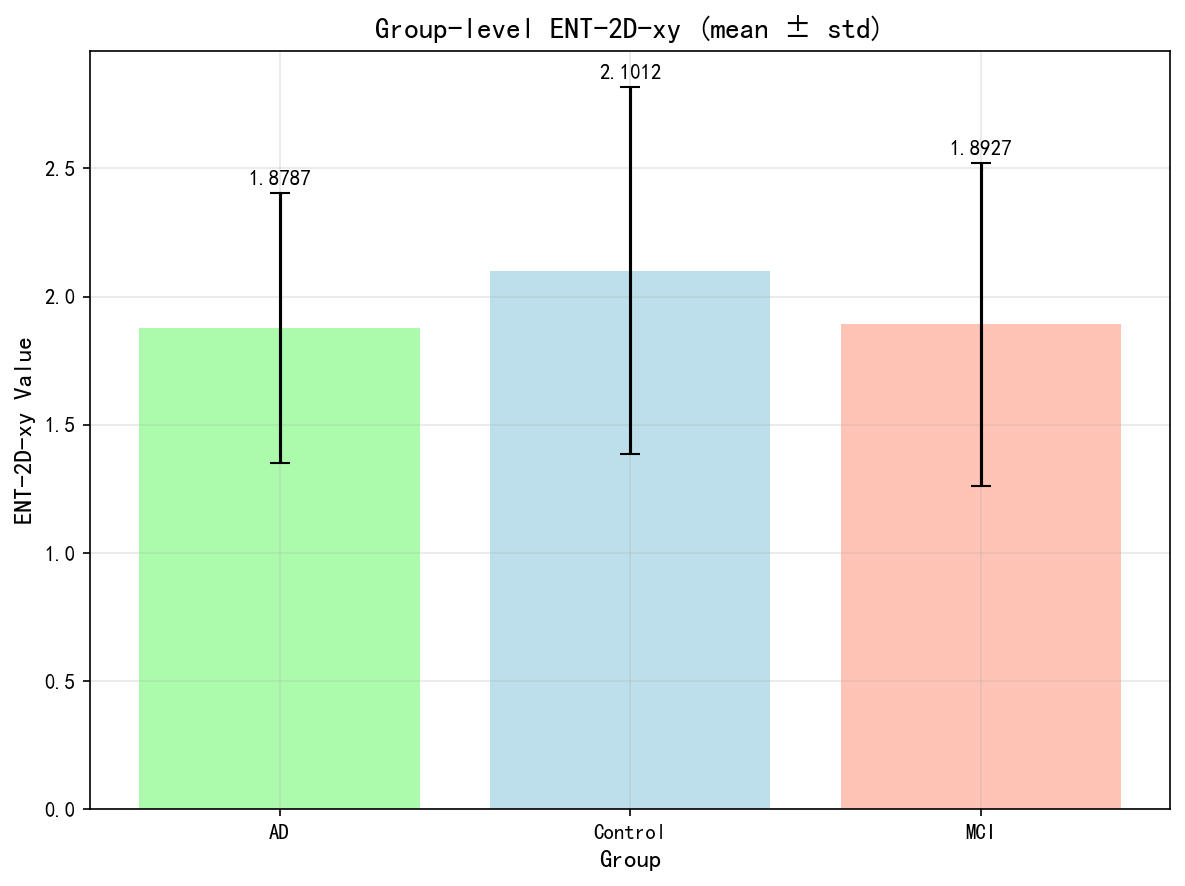 Group-level ENT-2D-xy (mean ± std)
2.1012
1.8927
1.8787
2.5
2.0
1.5
1.0
0.5
0.0
ENT-2D-xy Value
AD
Control
MCI
Group